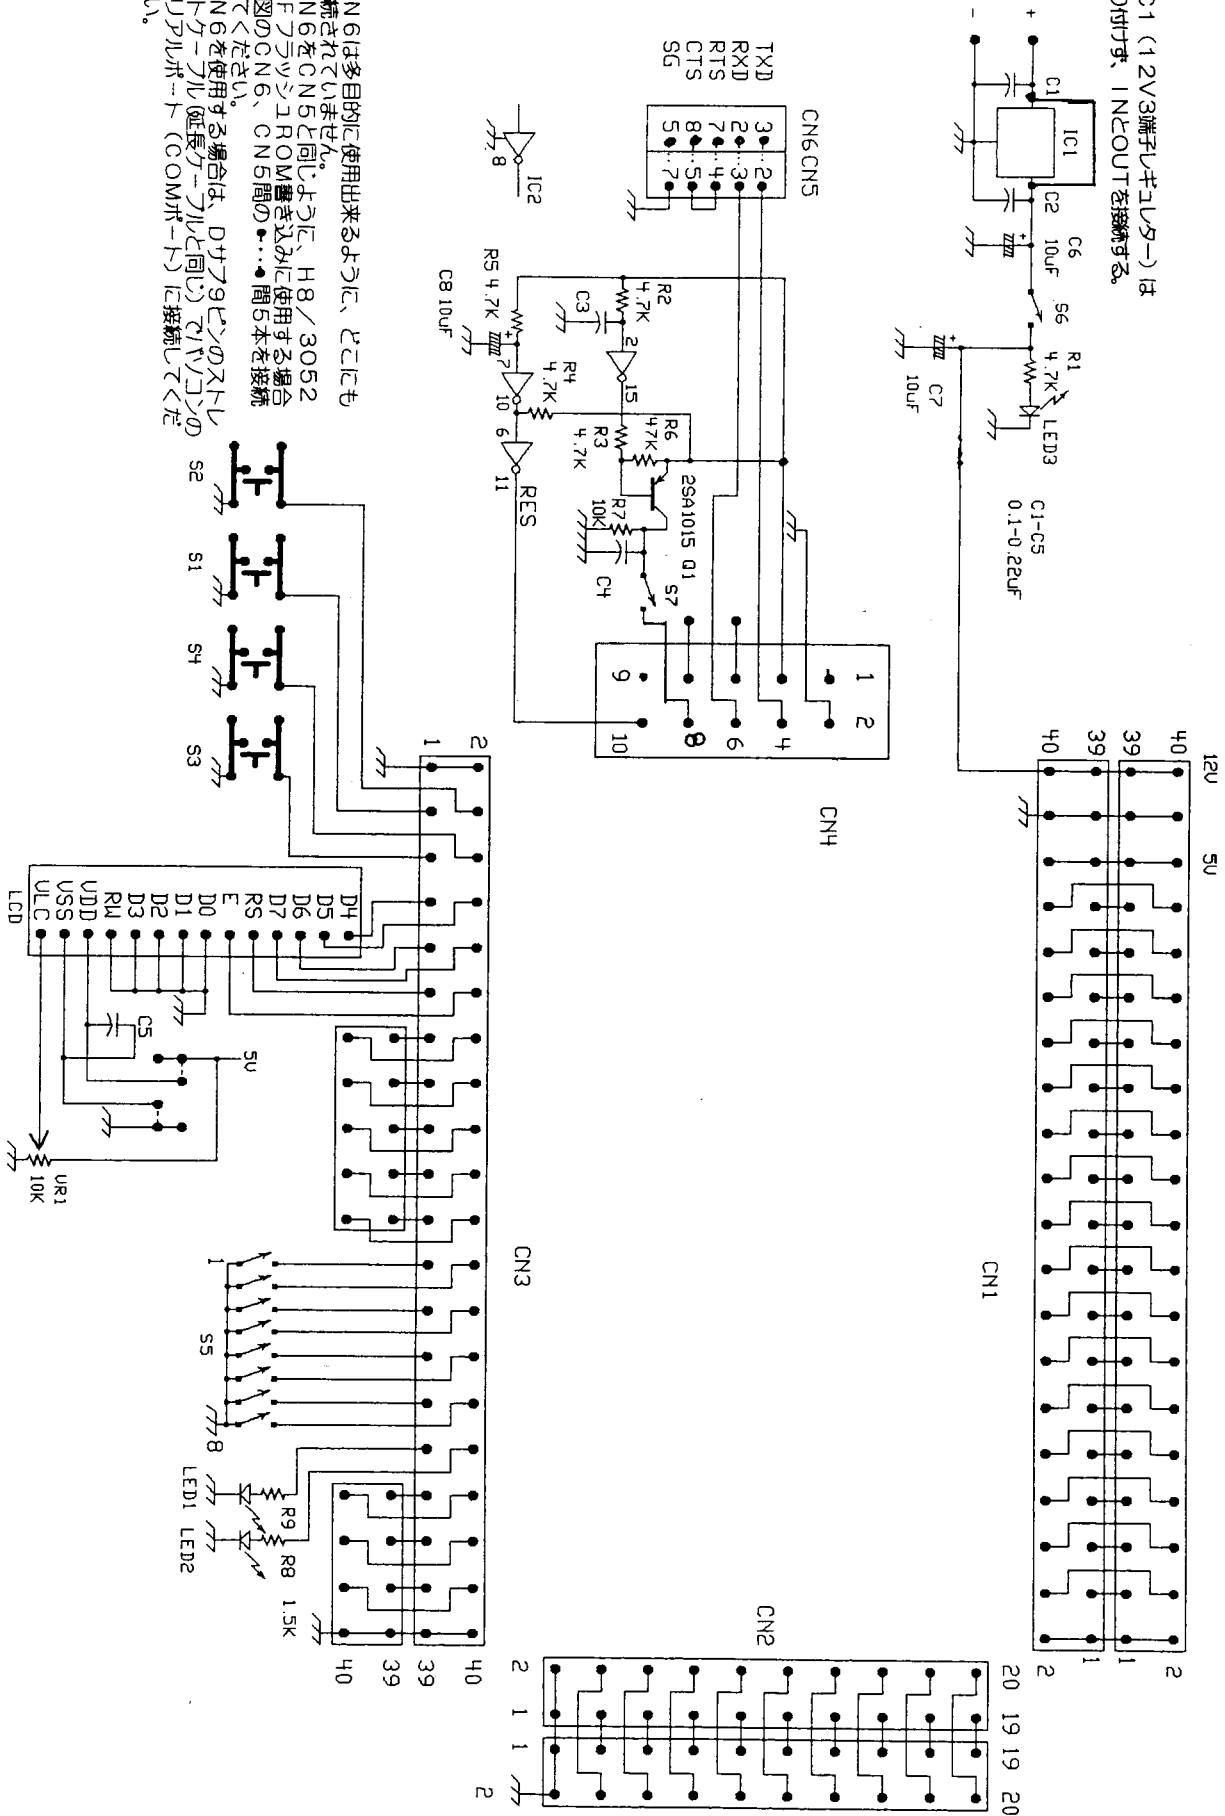 C1（12V3端子レギュレター）は
り付けず、INとOUTを接続する。
+
-
C1
IC1
C2
C6
10uF
S6
R1
4.7K
LED3
C7
10uF
C1-C5
0.1-0.22uF
12V
5V
CN6 CN5
TXD 3 2
RXD 2 3
RTS 7 4
CTS 8 5
SG 5 7
IC2
8
R5 4.7K
C8 10uF
R2
4.7K
C3
2
15
7
10
R4
4.7K
6
11
RES
R3
4.7K
R6
47K
2SA1015 Q1
R7
10K
C4
S7
CN4
1 2
4
6
8
9 10
N6は多目的に使用出来るように、どこにも
続されていません。
N6をCN5と同じように、H8／3052
FフラッシュROM書き込みに使用する場合
図のCN6、CN5間の●・・・●間5本を接続
てください。
N6を使用する場合は、Dサブ9ピンのストレ
トケーブル（延長ケーブルと同じ）でパソコンの
リアルポート（COMポート）に接続してくだ
い。
S2
S1
S4
S3
1 2
D4
D5
D6
D7
RS
E
D0
D1
D2
D3
RW
VDD
VSS
VLC
LCD
C5
5V
VR1
10K
CN3
1
S5
8
LED1
LED2
R9
R8
1.5K
40 39 39 40
CN1
40 39 39 40
2 1 1 2
CN2
20 19 19 20
2 1 1 2